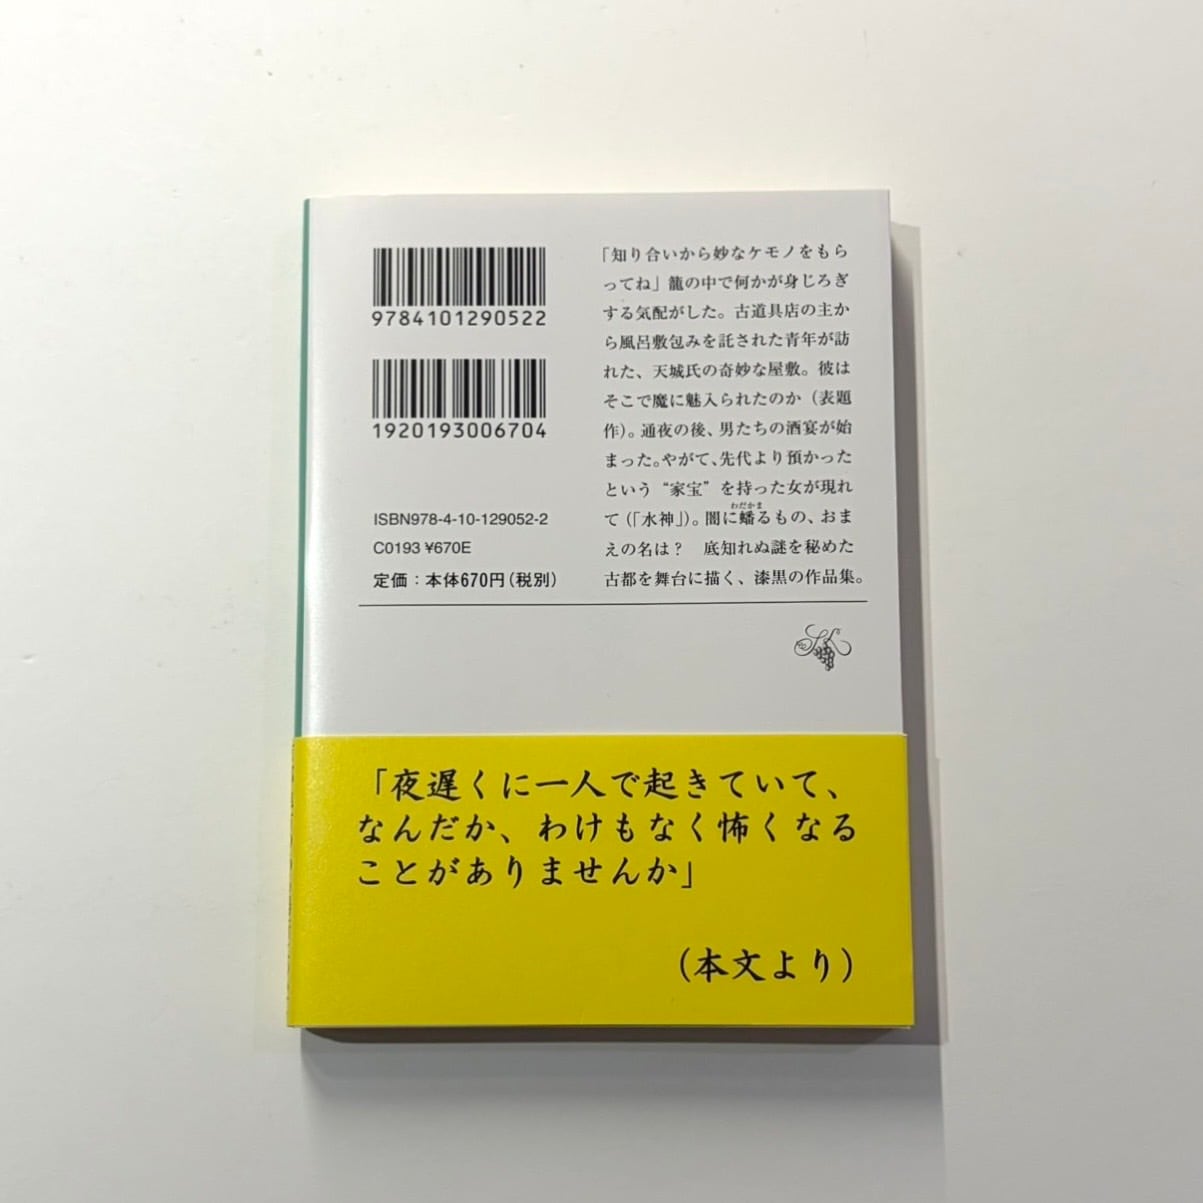 9784101290522
1920193006704
ISBN978-4-10-129052-2
C0193 ¥670E
定価：本体670円（税別）
「知り合いから妙なケモノをもら
ってね」籠の中で何かが身じろぎ
する気配がした。古道具店の主か
ら風呂敷包みを託された青年が訪
れた、天城氏の奇妙な屋敷。彼は
そこで魔に魅入られたのか（表題
作）。通夜の後、男たちの酒宴が始
まった。やがて、先代より預かった
という“家宝”を持った女が現れ
わだかま
て（「水神」）。闇に蟠るもの、おま
えの名は？　底知れぬ謎を秘めた
古都を舞台に描く、漆黒の作品集。
「夜遅くに一人で起きていて、
なんだか、わけもなく怖くなる
ことがありませんか」
（本文より）